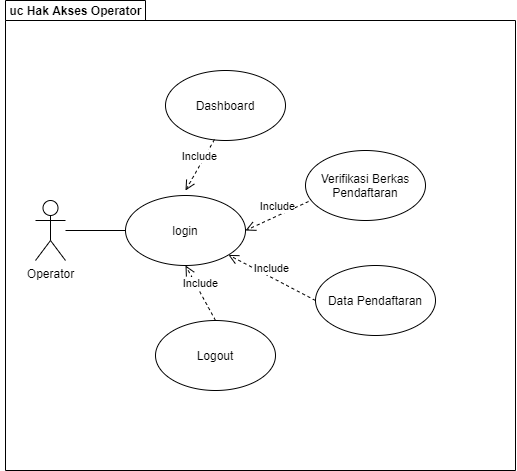 uc Hak Akses Operator
Dashboard
Include
Verifikasi Berkas
Pendaftaran
Include
login
Operator
Include
Include
Data Pendaftaran
Logout